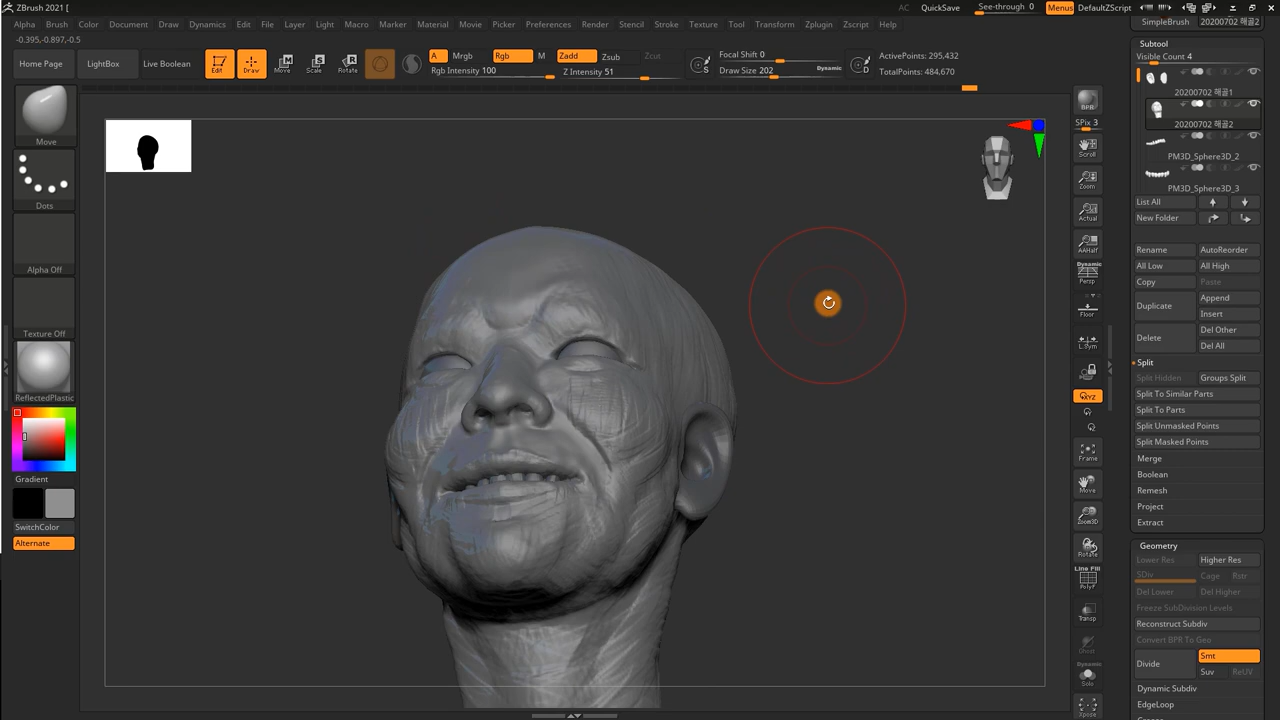 ZBrush 2021 [
AC QuickSave See-through 0 Menus DefaultZScript
Alpha Brush Color Document Draw Dynamics Edit File Layer Light Macro Marker Material Movie Picker Preferences Render Stencil Stroke Texture Tool Transform Zplugin Zscript Help
-0.395,-0.897,-0.5
Home Page
LightBox
Live Boolean
Edit
Draw
Move
Scale
Rotate
A Mrgb
Rgb M
Zadd Zsub Zcut
Rgb Intensity 100
Z Intensity 51
S
Focal Shift 0
Draw Size 202
Dynamic
D
ActivePoints: 295,432
TotalPoints: 484,670
Move
Dots
Alpha Off
Texture Off
ReflectedPlastic
Gradient
SwitchColor
Alternate
BPR
SPix 3
Scroll
Zoom
Actual
AAHalf
Dynamic
Persp
Floor
L.Sym
XYZ
Frame
Move
Zoom3D
Rotate
Line Fill
PolyF
Transp
Ghost
Dynamic
Solo
Xpose
SimpleBrush 20200702 해골2
Subtool
Visible Count 4
20200702 해골1
20200702 해골2
PM3D_Sphere3D_2
PM3D_Sphere3D_3
List All
New Folder
Rename AutoReorder
All Low All High
Copy Paste
Duplicate Append
Insert
Delete Del Other
Del All
Split
Split Hidden Groups Split
Split To Similar Parts
Split To Parts
Split Unmasked Points
Split Masked Points
Merge
Boolean
Remesh
Project
Extract
Geometry
Lower Res Higher Res
SDiv Cage Rstr
Del Lower Del Higher
Freeze SubDivision Levels
Reconstruct Subdiv
Convert BPR To Geo
Divide Smt
Suv ReUV
Dynamic Subdiv
EdgeLoop